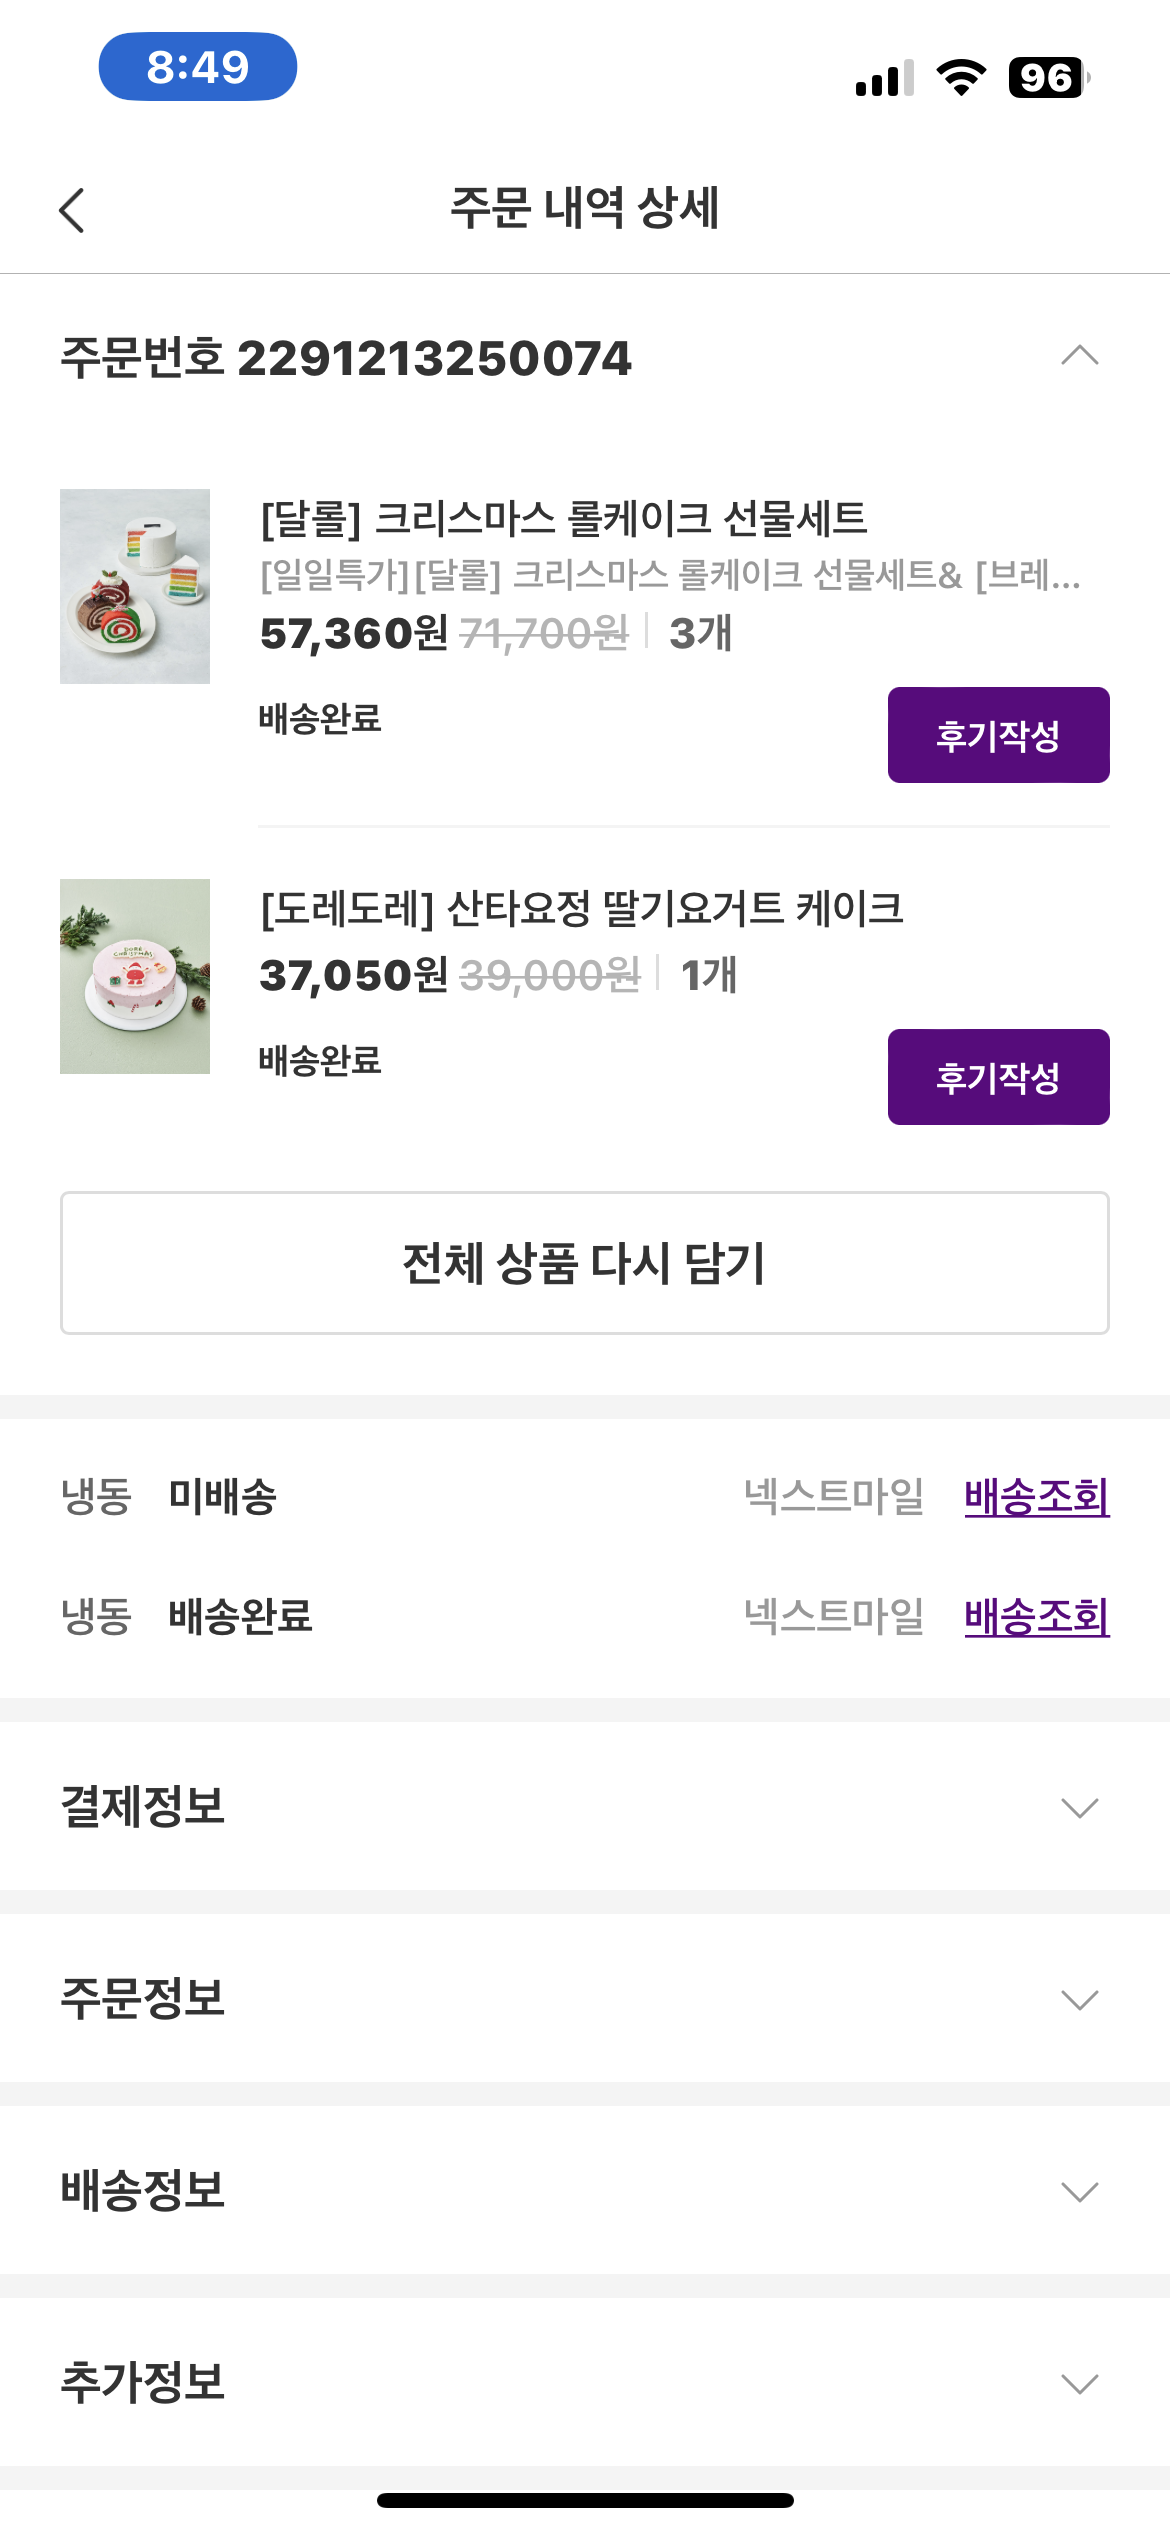 8:49
96
주문 내역 상세
주문번호 2291213250074
[달롤] 크리스마스 롤케이크 선물세트
[일일특가][달롤] 크리스마스 롤케이크 선물세트& [브레...
57,360원 71,700원 3개
배송완료
후기작성
[도레도레] 산타요정 딸기요거트 케이크
37,050원 39,000원 1개
배송완료
후기작성
전체 상품 다시 담기
냉동 미배송 넥스트마일 배송조회
냉동 배송완료 넥스트마일 배송조회
결제정보
주문정보
배송정보
추가정보